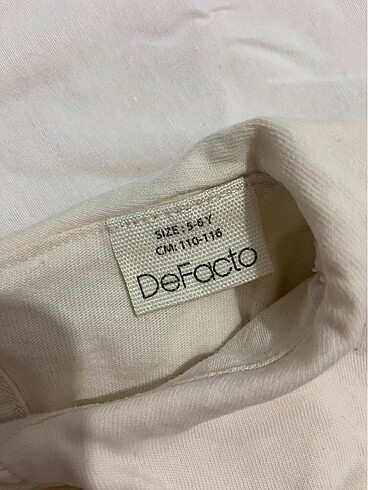 SIZE : 5-6 Y
CM: 110-116
DeFacto